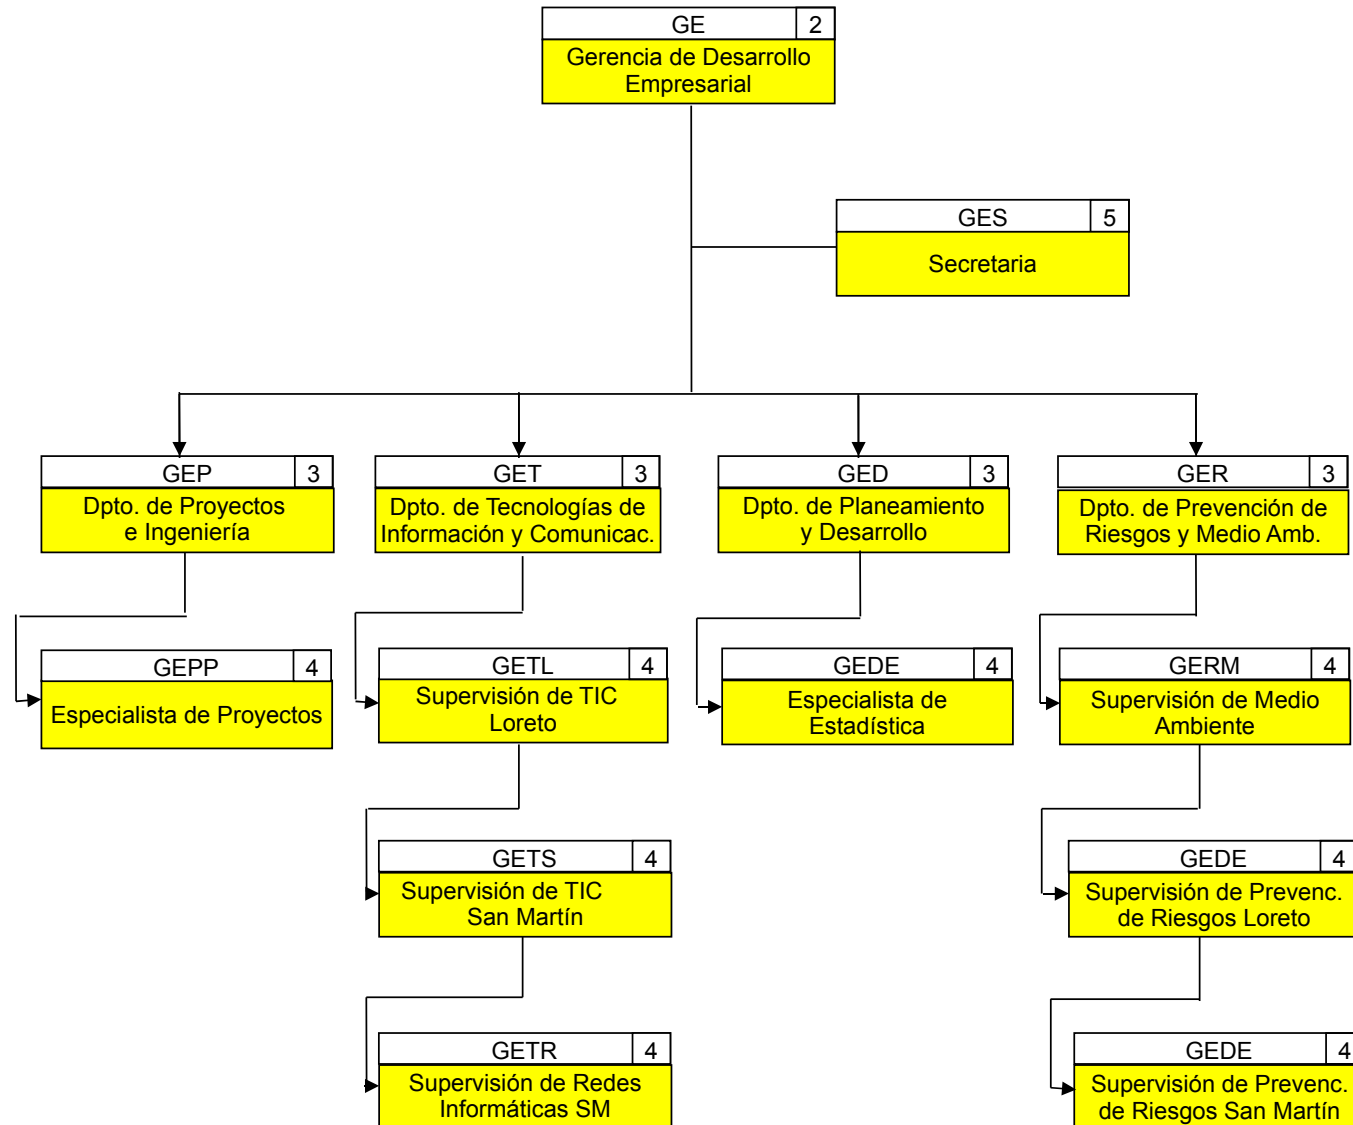 GE 2
Gerencia de Desarrollo
Empresarial
GES 5
Secretaria
GEP 3
Dpto. de Proyectos
e Ingeniería
GET 3
Dpto. de Tecnologías de
Información y Comunicac.
GED 3
Dpto. de Planeamiento
y Desarrollo
GER 3
Dpto. de Prevención de
Riesgos y Medio Amb.
GEPP 4
Especialista de Proyectos
GETL 4
Supervisión de TIC
Loreto
GEDE 4
Especialista de
Estadística
GERM 4
Supervisión de Medio
Ambiente
GETS 4
Supervisión de TIC
San Martín
GEDE 4
Supervisión de Prevenc.
de Riesgos Loreto
GETR 4
Supervisión de Redes
Informáticas SM
GEDE 4
Supervisión de Prevenc.
de Riesgos San Martín